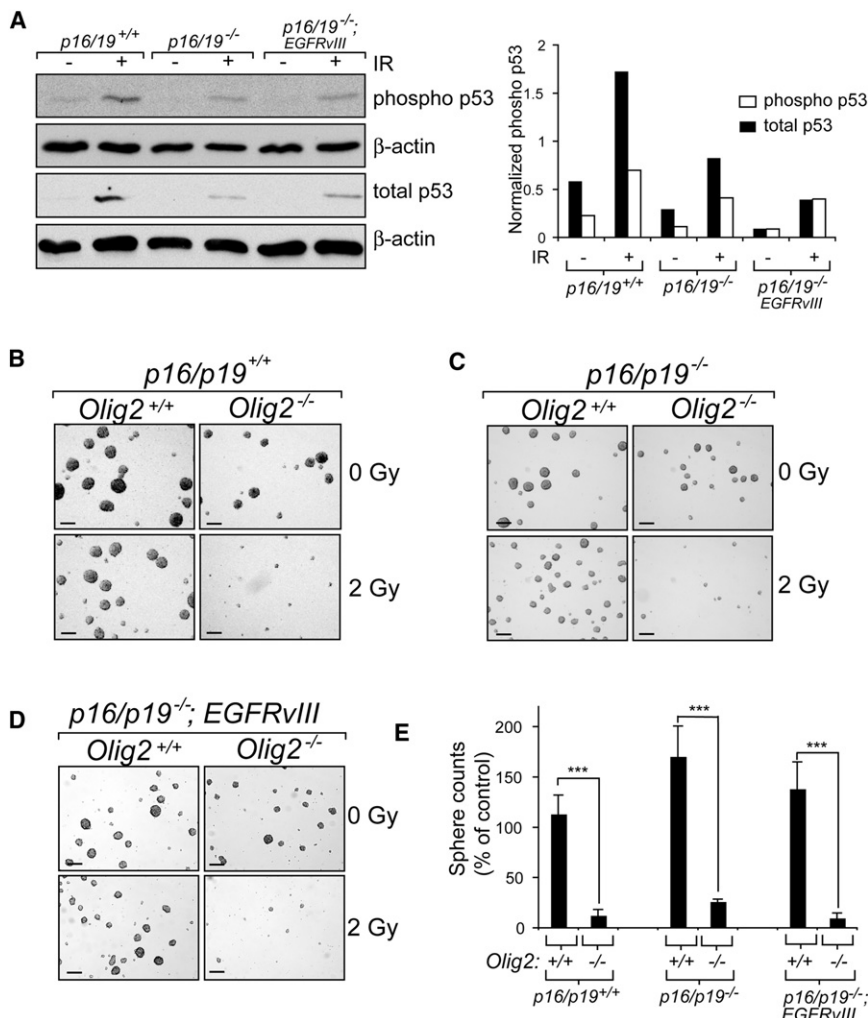 A
p16/19+/+ p16/19-/- p16/19-/-; EGFRvIII
- + - + - + IR
phospho p53
β-actin
total p53
β-actin
Normalized phosho p53
2
1.5
1
0.5
0
phospho p53
total p53
IR - + - + - +
p16/19+/+ p16/19-/- p16/19-/- EGFRvIII
B
p16/p19+/+
Olig2+/+ Olig2-/-
0 Gy
2 Gy
C
p16/p19-/-
Olig2+/+ Olig2-/-
0 Gy
2 Gy
D
p16/p19-/-; EGFRvIII
Olig2+/+ Olig2-/-
0 Gy
2 Gy
E
Sphere counts
(% of control)
200
150
100
50
0
*** *** ***
Olig2: +/+ -/- +/+ -/- +/+ -/-
p16/p19+/+ p16/p19-/- p16/p19-/-;
EGFRvIII